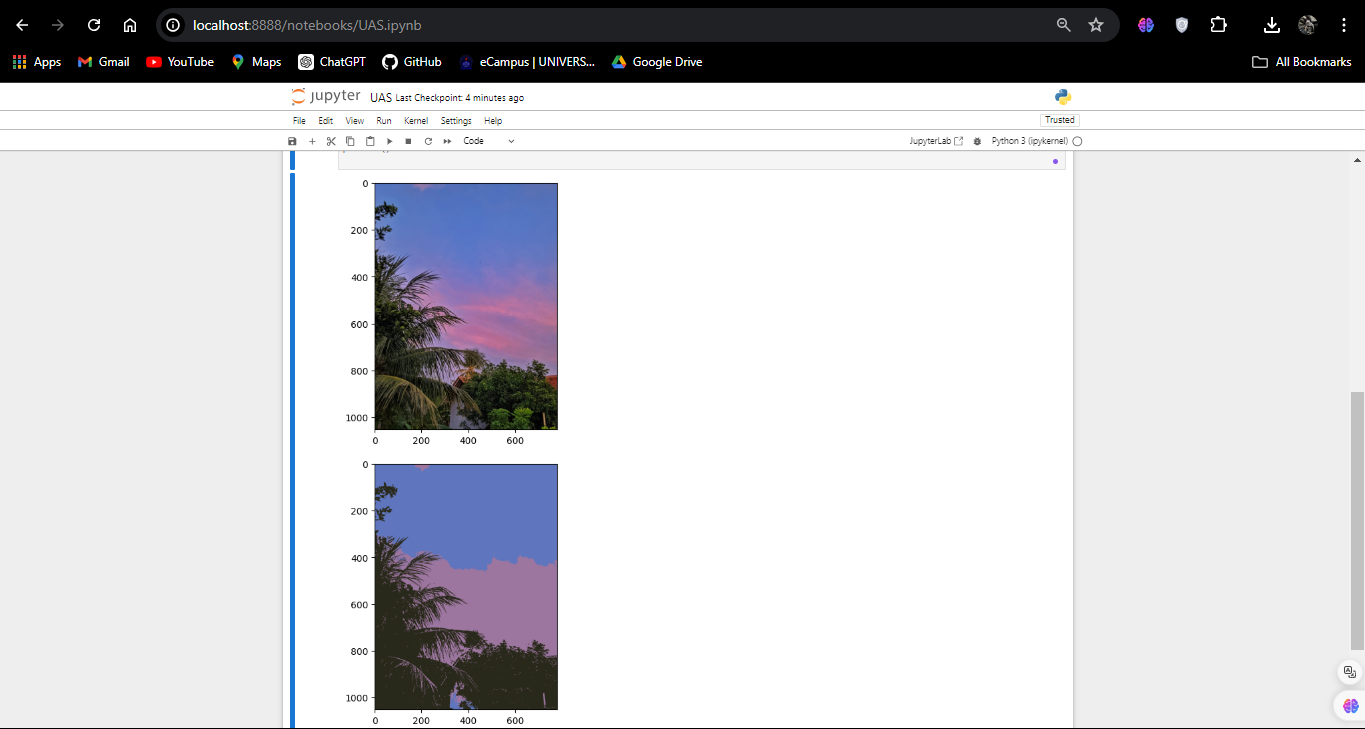 localhost:8888/notebooks/UAS.ipynb
Apps Gmail YouTube Maps ChatGPT GitHub eCampus | UNIVERS... Google Drive All Bookmarks
jupyter UAS Last Checkpoint: 4 minutes ago
File Edit View Run Kernel Settings Help Trusted
Code JupyterLab Python 3 (ipykernel)
0
200
400
600
800
1000
0 200 400 600
0
200
400
600
800
1000
0 200 400 600